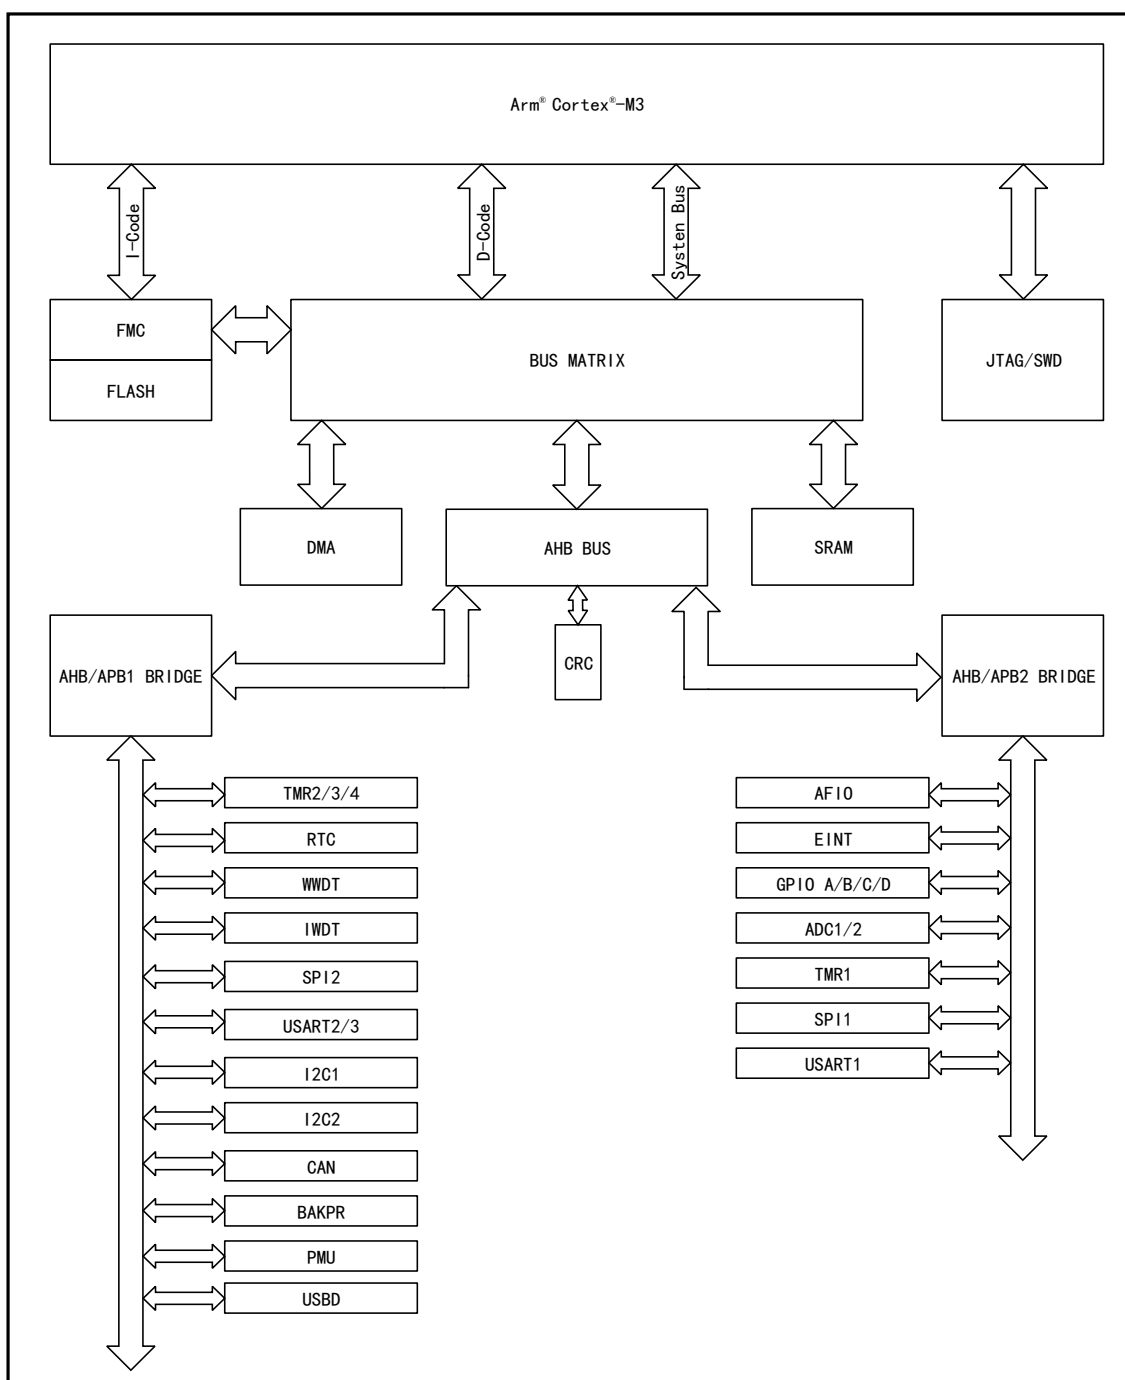 Arm® Cortex®-M3
I-Code
D-Code
Systen Bus
FMC
FLASH
BUS MATRIX
JTAG/SWD
DMA
AHB BUS
SRAM
CRC
AHB/APB1 BRIDGE
AHB/APB2 BRIDGE
TMR2/3/4
RTC
WWDT
IWDT
SPI2
USART2/3
I2C1
I2C2
CAN
BAKPR
PMU
USBD
AFIO
EINT
GPIO A/B/C/D
ADC1/2
TMR1
SPI1
USART1